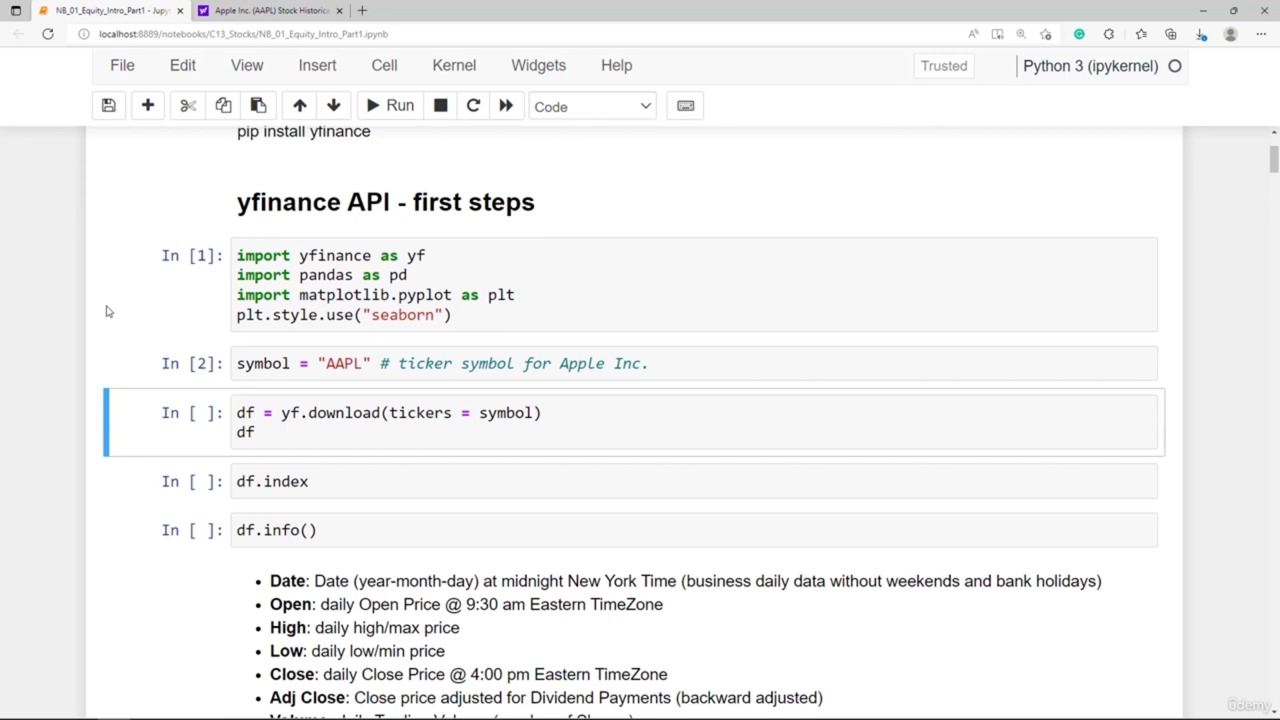 NB_01_Equity_Intro_Part1 - Jupyt
Apple Inc. (AAPL) Stock Historica
localhost:8889/notebooks/C13_Stocks/NB_01_Equity_Intro_Part1.ipynb
File Edit View Insert Cell Kernel Widgets Help Trusted Python 3 (ipykernel)
Run Code
pip install yfinance
yfinance API - first steps
In [1]: import yfinance as yf
import pandas as pd
import matplotlib.pyplot as plt
plt.style.use("seaborn")
In [2]: symbol = "AAPL" # ticker symbol for Apple Inc.
In [ ]: df = yf.download(tickers = symbol)
df
In [ ]: df.index
In [ ]: df.info()
• Date: Date (year-month-day) at midnight New York Time (business daily data without weekends and bank holidays)
• Open: daily Open Price @ 9:30 am Eastern TimeZone
• High: daily high/max price
• Low: daily low/min price
• Close: daily Close Price @ 4:00 pm Eastern TimeZone
• Adj Close: Close price adjusted for Dividend Payments (backward adjusted)
ûdemy